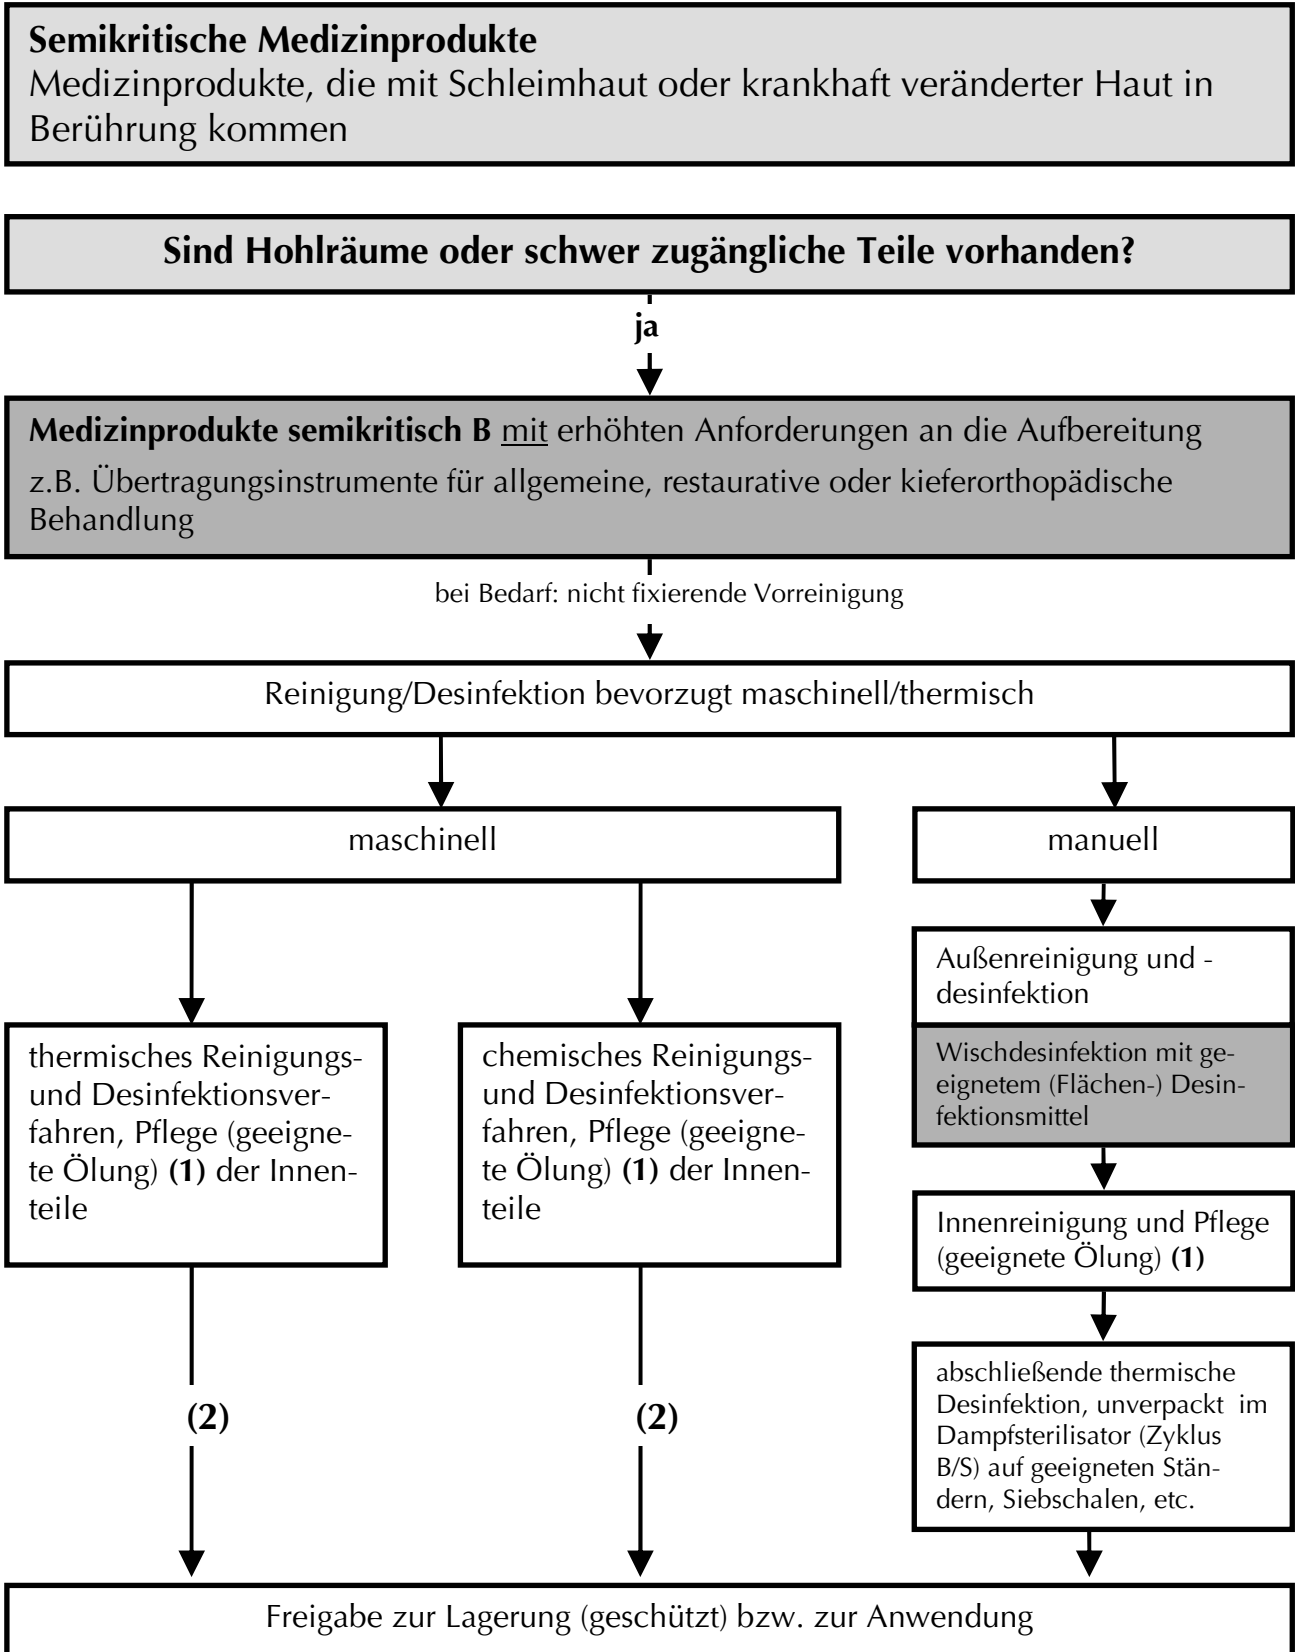 Semikritische Medizinprodukte
Medizinprodukte, die mit Schleimhaut oder krankhaft veränderter Haut in
Berührung kommen
Sind Hohlräume oder schwer zugängliche Teile vorhanden?
ja
Medizinprodukte semikritisch B mit erhöhten Anforderungen an die Aufbereitung
z.B. Übertragungsinstrumente für allgemeine, restaurative oder kieferorthopädische
Behandlung
bei Bedarf: nicht fixierende Vorreinigung
Reinigung/Desinfektion bevorzugt maschinell/thermisch
maschinell
thermisches Reinigungs-
und Desinfektionsver-
fahren, Pflege (geeigne-
te Ölung) (1) der Innen-
teile
(2)
chemisches Reinigungs-
und Desinfektionsver-
fahren, Pflege (geeigne-
te Ölung) (1) der Innen-
teile
(2)
manuell
Außenreinigung und -
desinfektion
Wischdesinfektion mit ge-
eignetem (Flächen-) Desin-
fektionsmittel
Innenreinigung und Pflege
(geeignete Ölung) (1)
abschließende thermische
Desinfektion, unverpackt im
Dampfsterilisator (Zyklus
B/S) auf geeigneten Stän-
dern, Siebschalen, etc.
Freigabe zur Lagerung (geschützt) bzw. zur Anwendung